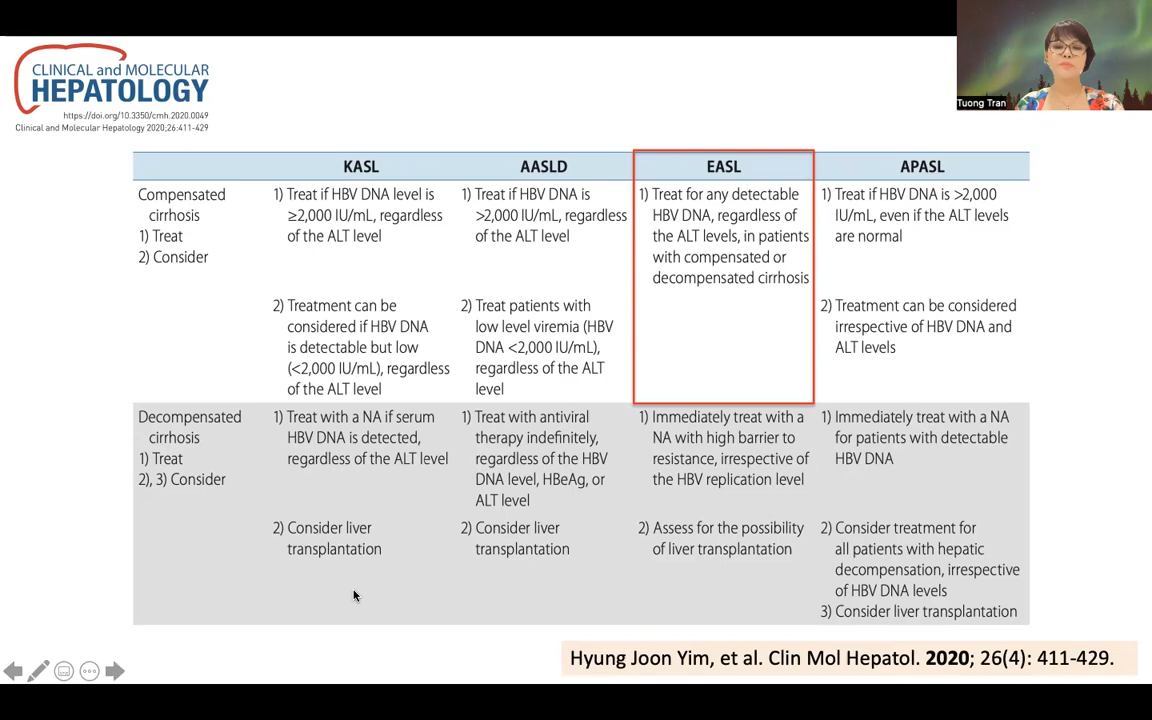 CLINICAL and MOLECULAR
HEPATOLOGY
https://doi.org/10.3350/cmh.2020.0049
Clinical and Molecular Hepatology 2020;26:411-429
Tuong Tran
KASL
AASLD
EASL
APASL
Compensated
cirrhosis
1) Treat
2) Consider
1) Treat if HBV DNA level is
≥2,000 IU/mL, regardless
of the ALT level
1) Treat if HBV DNA is
>2,000 IU/mL, regardless
of the ALT level
1) Treat for any detectable
HBV DNA, regardless of
the ALT levels, in patients
with compensated or
decompensated cirrhosis
1) Treat if HBV DNA is >2,000
IU/mL, even if the ALT levels
are normal
2) Treatment can be
considered if HBV DNA
is detectable but low
(<2,000 IU/mL), regardless
of the ALT level
2) Treat patients with
low level viremia (HBV
DNA <2,000 IU/mL),
regardless of the ALT
level
2) Treatment can be considered
irrespective of HBV DNA and
ALT levels
Decompensated
cirrhosis
1) Treat
2), 3) Consider
1) Treat with a NA if serum
HBV DNA is detected,
regardless of the ALT level
1) Treat with antiviral
therapy indefinitely,
regardless of the HBV
DNA level, HBeAg, or
ALT level
1) Immediately treat with a
NA with high barrier to
resistance, irrespective of
the HBV replication level
1) Immediately treat with a NA
for patients with detectable
HBV DNA
2) Consider liver
transplantation
2) Consider liver
transplantation
2) Assess for the possibility
of liver transplantation
2) Consider treatment for
all patients with hepatic
decompensation, irrespective
of HBV DNA levels
3) Consider liver transplantation
Hyung Joon Yim, et al. Clin Mol Hepatol. 2020; 26(4): 411-429.